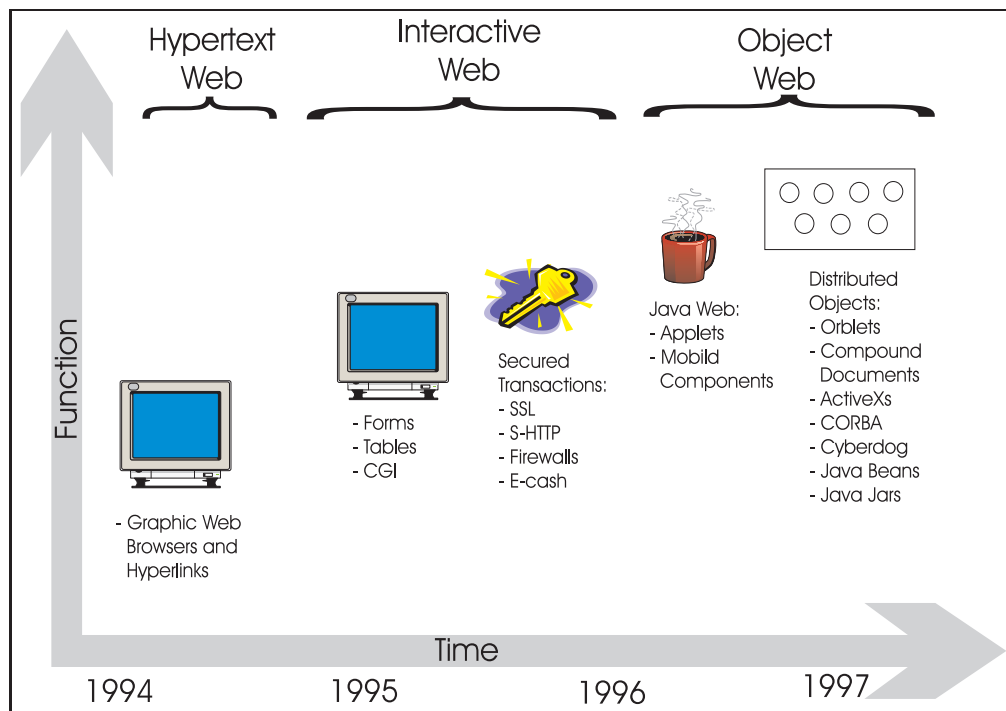 Hypertext
Web
Interactive
Web
Object
Web
Function
- Graphic Web
Browsers and
Hyperlinks
- Forms
- Tables
- CGI
Secured
Transactions:
- SSL
- S-HTTP
- Firewalls
- E-cash
Java Web:
- Applets
- Mobild
Components
Distributed
Objects:
- Orblets
- Compound
Documents
- ActiveXs
- CORBA
- Cyberdog
- Java Beans
- Java Jars
Time
1994
1995
1996
1997